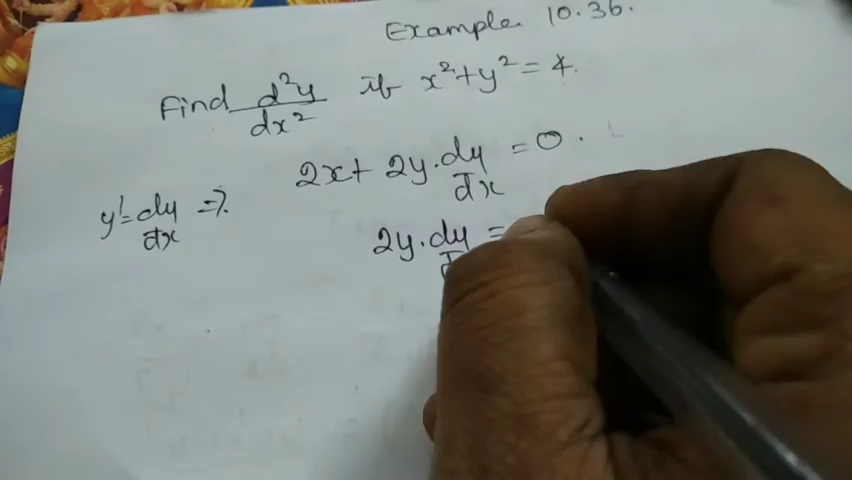 Example 10.36.
Find d²y/dx² if x²+y²=4.
2x+2y.dy/dx=0.
y'=dy/dx ⇒
2y.dy/dx=